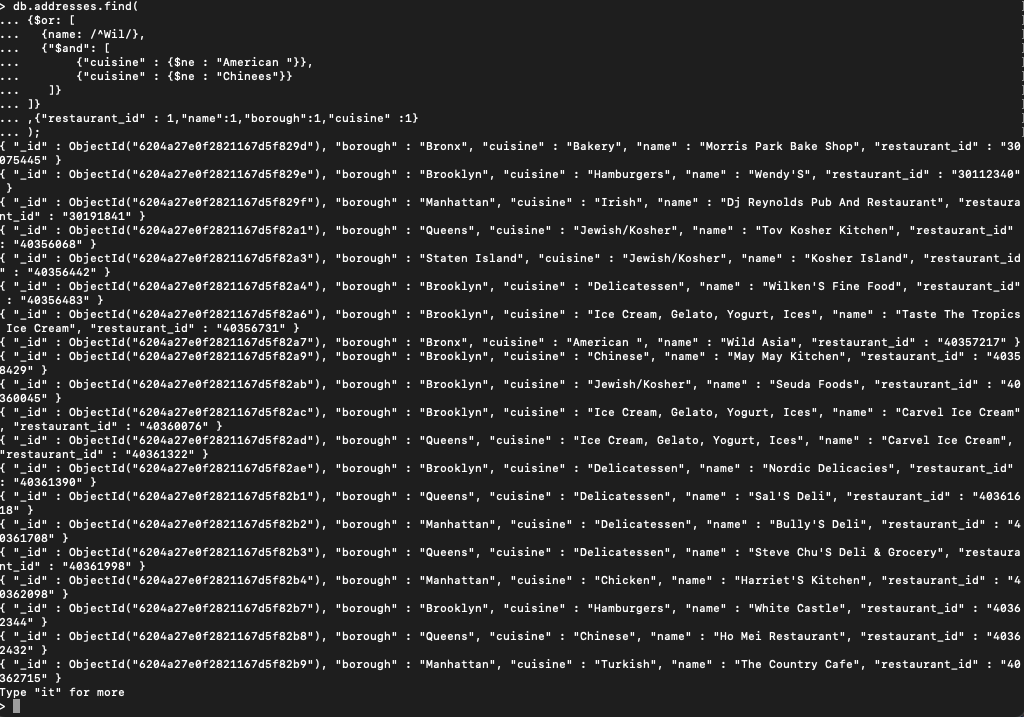 > db.addresses.find(
... {$or: [
...   {name: /^Wil/},
...   {"$and": [
...        {"cuisine" : {$ne : "American "}},
...        {"cuisine" : {$ne : "Chinees"}}
...    ]}
... ]}
... ,{"restaurant_id" : 1,"name":1,"borough":1,"cuisine" :1}
... );
{ "_id" : ObjectId("6204a27e0f2821167d5f829d"), "borough" : "Bronx", "cuisine" : "Bakery", "name" : "Morris Park Bake Shop", "restaurant_id" : "30
075445" }
{ "_id" : ObjectId("6204a27e0f2821167d5f829e"), "borough" : "Brooklyn", "cuisine" : "Hamburgers", "name" : "Wendy'S", "restaurant_id" : "30112340"
 }
{ "_id" : ObjectId("6204a27e0f2821167d5f829f"), "borough" : "Manhattan", "cuisine" : "Irish", "name" : "Dj Reynolds Pub And Restaurant", "restaura
nt_id" : "30191841" }
{ "_id" : ObjectId("6204a27e0f2821167d5f82a1"), "borough" : "Queens", "cuisine" : "Jewish/Kosher", "name" : "Tov Kosher Kitchen", "restaurant_id"
: "40356068" }
{ "_id" : ObjectId("6204a27e0f2821167d5f82a3"), "borough" : "Staten Island", "cuisine" : "Jewish/Kosher", "name" : "Kosher Island", "restaurant_id
" : "40356442" }
{ "_id" : ObjectId("6204a27e0f2821167d5f82a4"), "borough" : "Brooklyn", "cuisine" : "Delicatessen", "name" : "Wilken'S Fine Food", "restaurant_id"
 : "40356483" }
{ "_id" : ObjectId("6204a27e0f2821167d5f82a6"), "borough" : "Brooklyn", "cuisine" : "Ice Cream, Gelato, Yogurt, Ices", "name" : "Taste The Tropics
 Ice Cream", "restaurant_id" : "40356731" }
{ "_id" : ObjectId("6204a27e0f2821167d5f82a7"), "borough" : "Bronx", "cuisine" : "American ", "name" : "Wild Asia", "restaurant_id" : "40357217" }
{ "_id" : ObjectId("6204a27e0f2821167d5f82a9"), "borough" : "Brooklyn", "cuisine" : "Chinese", "name" : "May May Kitchen", "restaurant_id" : "4035
8429" }
{ "_id" : ObjectId("6204a27e0f2821167d5f82ab"), "borough" : "Brooklyn", "cuisine" : "Jewish/Kosher", "name" : "Seuda Foods", "restaurant_id" : "40
360045" }
{ "_id" : ObjectId("6204a27e0f2821167d5f82ac"), "borough" : "Brooklyn", "cuisine" : "Ice Cream, Gelato, Yogurt, Ices", "name" : "Carvel Ice Cream"
, "restaurant_id" : "40360076" }
{ "_id" : ObjectId("6204a27e0f2821167d5f82ad"), "borough" : "Queens", "cuisine" : "Ice Cream, Gelato, Yogurt, Ices", "name" : "Carvel Ice Cream",
"restaurant_id" : "40361322" }
{ "_id" : ObjectId("6204a27e0f2821167d5f82ae"), "borough" : "Brooklyn", "cuisine" : "Delicatessen", "name" : "Nordic Delicacies", "restaurant_id"
: "40361390" }
{ "_id" : ObjectId("6204a27e0f2821167d5f82b1"), "borough" : "Queens", "cuisine" : "Delicatessen", "name" : "Sal'S Deli", "restaurant_id" : "403616
18" }
{ "_id" : ObjectId("6204a27e0f2821167d5f82b2"), "borough" : "Manhattan", "cuisine" : "Delicatessen", "name" : "Bully'S Deli", "restaurant_id" : "4
0361708" }
{ "_id" : ObjectId("6204a27e0f2821167d5f82b3"), "borough" : "Queens", "cuisine" : "Delicatessen", "name" : "Steve Chu'S Deli & Grocery", "restaura
nt_id" : "40361998" }
{ "_id" : ObjectId("6204a27e0f2821167d5f82b4"), "borough" : "Manhattan", "cuisine" : "Chicken", "name" : "Harriet'S Kitchen", "restaurant_id" : "4
0362098" }
{ "_id" : ObjectId("6204a27e0f2821167d5f82b7"), "borough" : "Brooklyn", "cuisine" : "Hamburgers", "name" : "White Castle", "restaurant_id" : "4036
2344" }
{ "_id" : ObjectId("6204a27e0f2821167d5f82b8"), "borough" : "Queens", "cuisine" : "Chinese", "name" : "Ho Mei Restaurant", "restaurant_id" : "4036
2432" }
{ "_id" : ObjectId("6204a27e0f2821167d5f82b9"), "borough" : "Manhattan", "cuisine" : "Turkish", "name" : "The Country Cafe", "restaurant_id" : "40
362715" }
Type "it" for more
>